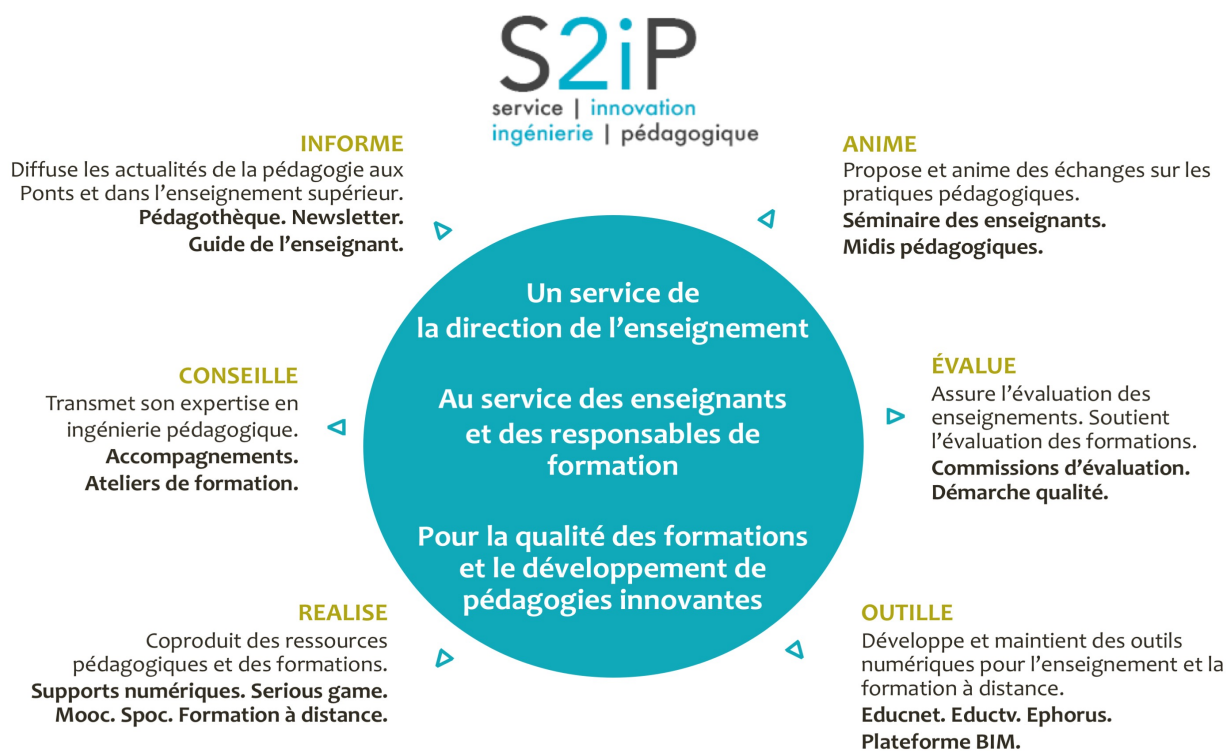 S2iP
service | innovation
ingénierie | pédagogique
INFORME
Diffuse les actualités de la pédagogie aux
Ponts et dans l’enseignement supérieur.
Pédagothèque. Newsletter.
Guide de l’enseignant.
ANIME
Propose et anime des échanges sur les
pratiques pédagogiques.
Séminaire des enseignants.
Midis pédagogiques.
Un service de
la direction de l’enseignement
Au service des enseignants
et des responsables de
formation
Pour la qualité des formations
et le développement de
pédagogies innovantes
CONSEILLE
Transmet son expertise en
ingénierie pédagogique.
Accompagnements.
Ateliers de formation.
ÉVALUE
Assure l’évaluation des
enseignements. Soutient
l’évaluation des formations.
Commissions d’évaluation.
Démarche qualité.
REALISE
Coproduit des ressources
pédagogiques et des formations.
Supports numériques. Serious game.
Mooc. Spoc. Formation à distance.
OUTILLE
Développe et maintient des outils
numériques pour l’enseignement et la
formation à distance.
Educnet. Eductv. Ephorus.
Plateforme BIM.